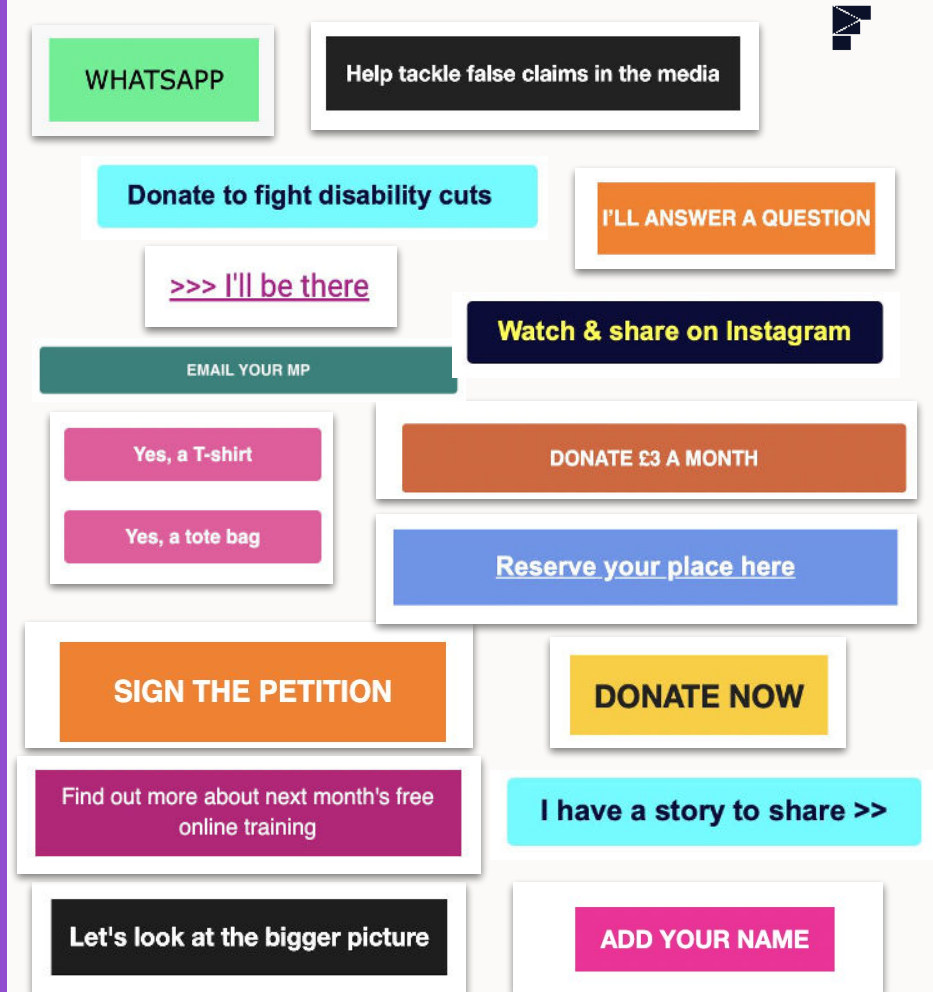 WHATSAPP
Help tackle false claims in the media
Donate to fight disability cuts
I'LL ANSWER A QUESTION
>>> I'll be there
Watch & share on Instagram
EMAIL YOUR MP
Yes, a T-shirt
DONATE £3 A MONTH
Yes, a tote bag
Reserve your place here
SIGN THE PETITION
DONATE NOW
Find out more about next month's free
online training
I have a story to share >>
Let's look at the bigger picture
ADD YOUR NAME